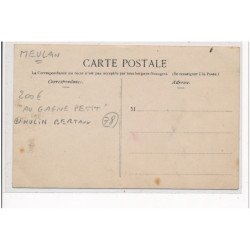 MEULAN
CARTE POSTALE
La Correspondance au recto n'est pas acceptée par tous les pays étrangers
(Se renseigner à la Poste)
Correspondance
Adresse
200€
"AU GAGNE PETIT"
MOULIN BERTAUX
78